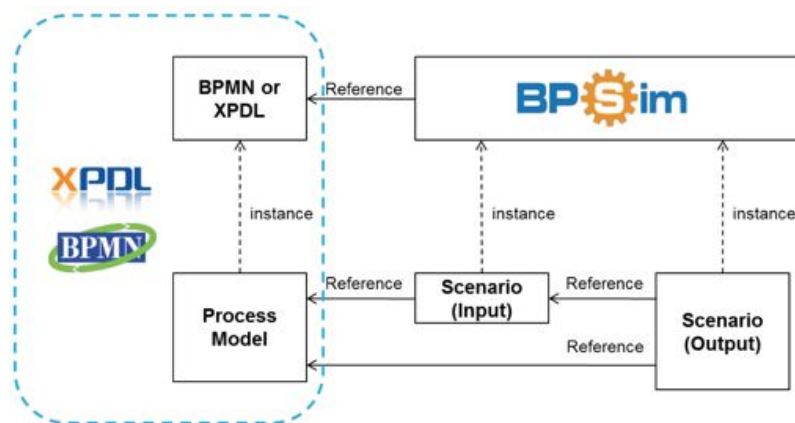 BPMN or
XPDL
Reference
BPSim
XPDL
BPMN
instance
instance
instance
Process
Model
Reference
Scenario
(Input)
Reference
Scenario
(Output)
Reference